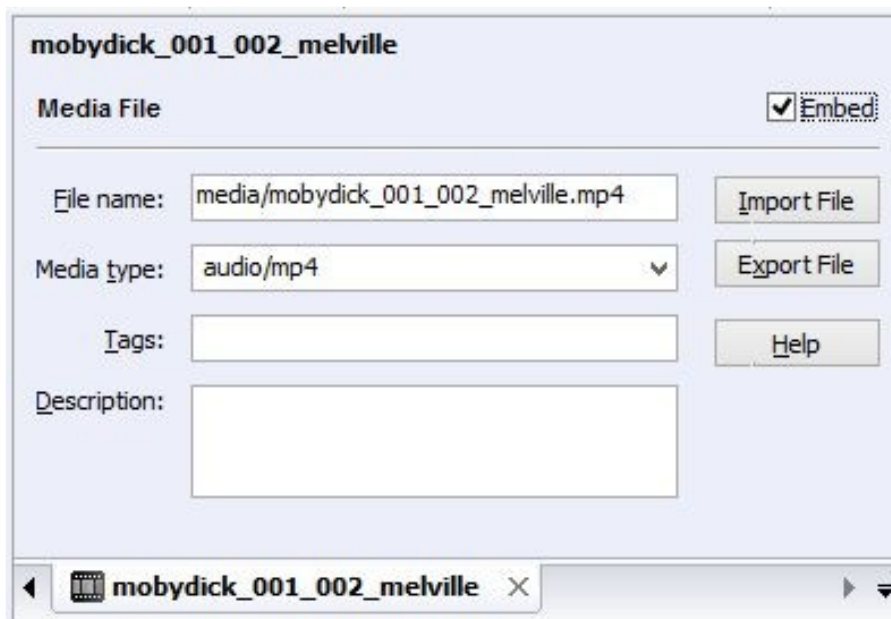 mobydick_001_002_melville
Media File
Embed
File name: media/mobydick_001_002_melville.mp4
Import File
Media type: audio/mp4
Export File
Tags:
Help
Description:
mobydick_001_002_melville